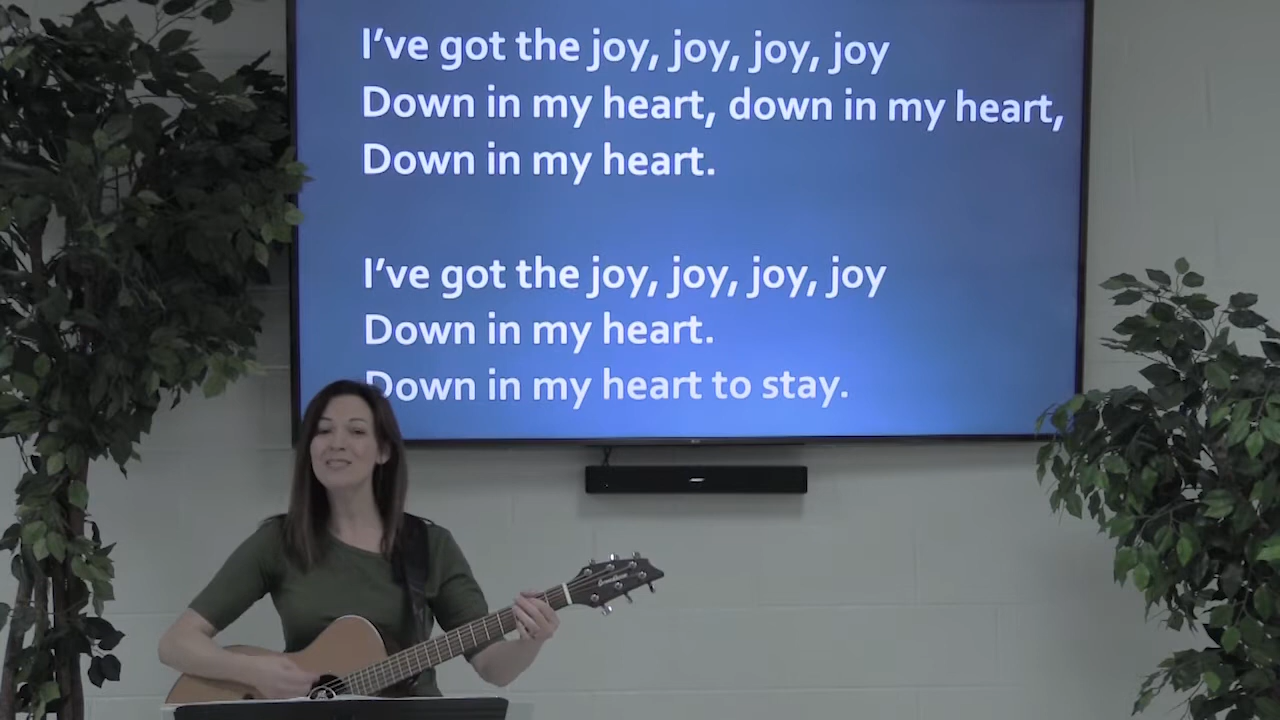 I’ve got the joy, joy, joy, joy
Down in my heart, down in my heart,
Down in my heart.
I’ve got the joy, joy, joy, joy
Down in my heart.
Down in my heart to stay.